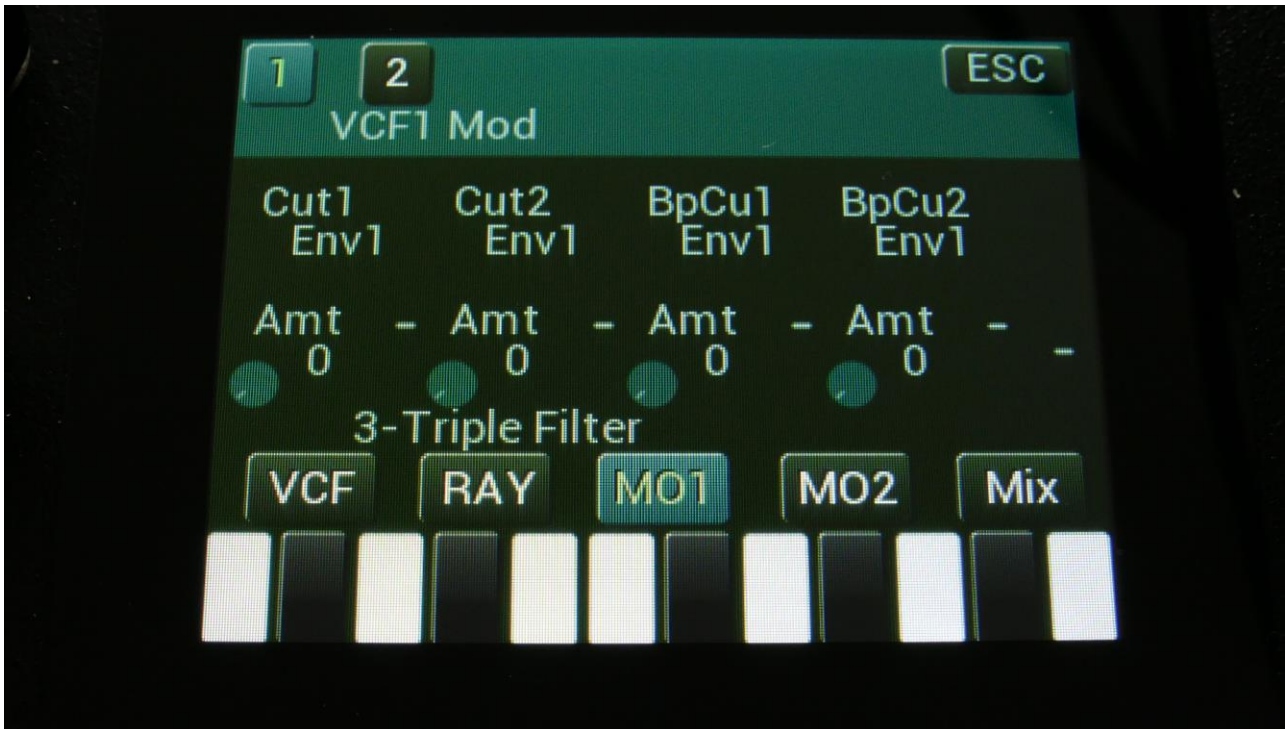 1 2 ESC
VCF1 Mod
Cut1 Cut2 BpCu1 BpCu2
Env1 Env1 Env1 Env1
Amt - Amt - Amt - Amt -
0 0 0 0 -
3-Triple Filter
VCF RAY MO1 MO2 Mix